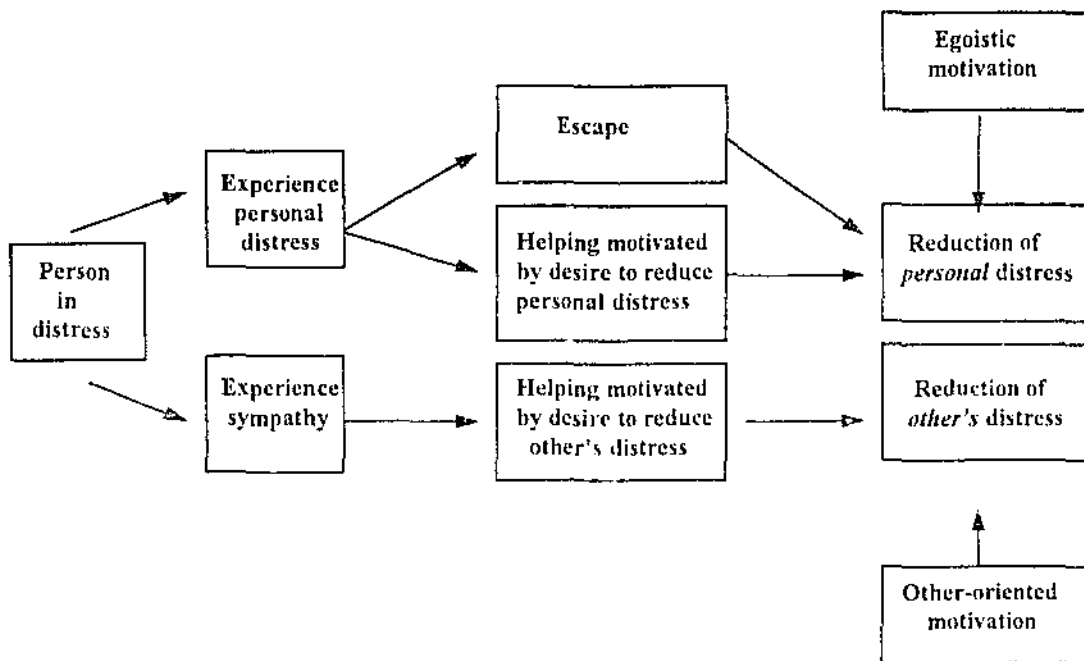 Egoistic
motivation
Escape
Experience
personal
distress
Helping motivated
by desire to reduce
personal distress
Reduction of
personal distress
Person
in
distress
Experience
sympathy
Helping motivated
by desire to reduce
other's distress
Reduction of
other's distress
Other-oriented
motivation